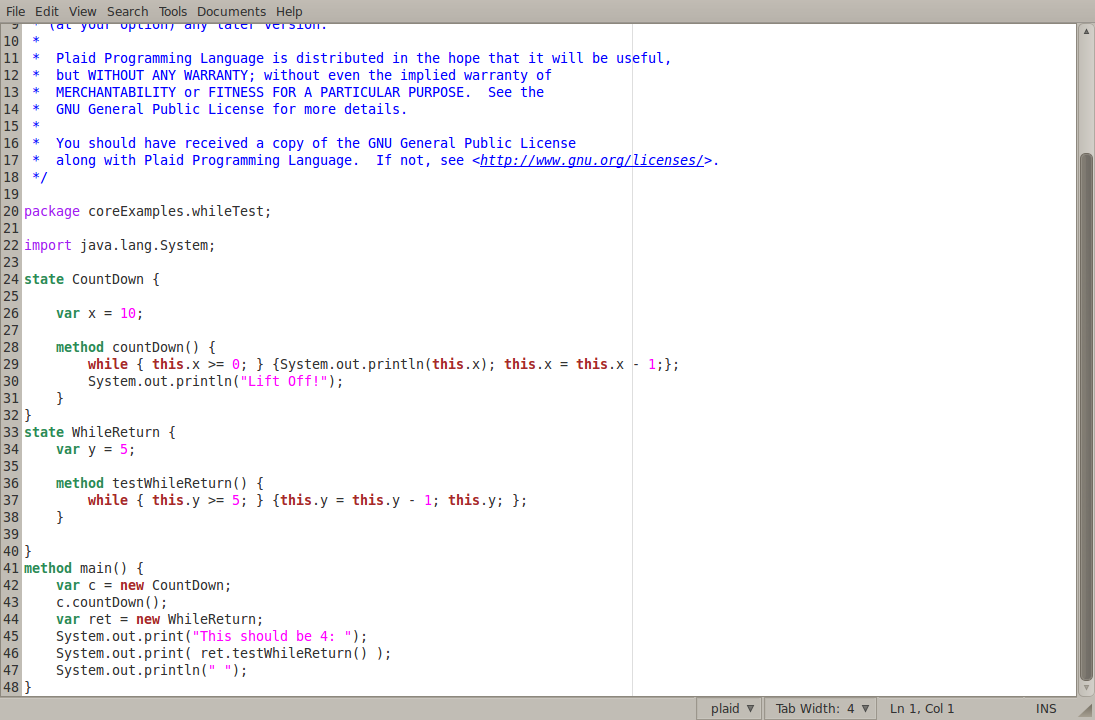 File Edit View Search Tools Documents Help
9  * (at your option) any later version.
10  *
11  *  Plaid Programming Language is distributed in the hope that it will be useful,
12  *  but WITHOUT ANY WARRANTY; without even the implied warranty of
13  *  MERCHANTABILITY or FITNESS FOR A PARTICULAR PURPOSE.  See the
14  *  GNU General Public License for more details.
15  *
16  *  You should have received a copy of the GNU General Public License
17  *  along with Plaid Programming Language.  If not, see <http://www.gnu.org/licenses/>.
18  */
19
20 package coreExamples.whileTest;
21
22 import java.lang.System;
23
24 state CountDown {
25
26     var x = 10;
27
28     method countDown() {
29         while { this.x >= 0; } {System.out.println(this.x); this.x = this.x - 1;};
30         System.out.println("Lift Off!");
31     }
32 }
33 state WhileReturn {
34     var y = 5;
35
36     method testWhileReturn() {
37         while { this.y >= 5; } {this.y = this.y - 1; this.y; };
38     }
39
40 }
41 method main() {
42     var c = new CountDown;
43     c.countDown();
44     var ret = new WhileReturn;
45     System.out.print("This should be 4: ");
46     System.out.print( ret.testWhileReturn() );
47     System.out.println(" ");
48 }
plaid Tab Width: 4 Ln 1, Col 1 INS